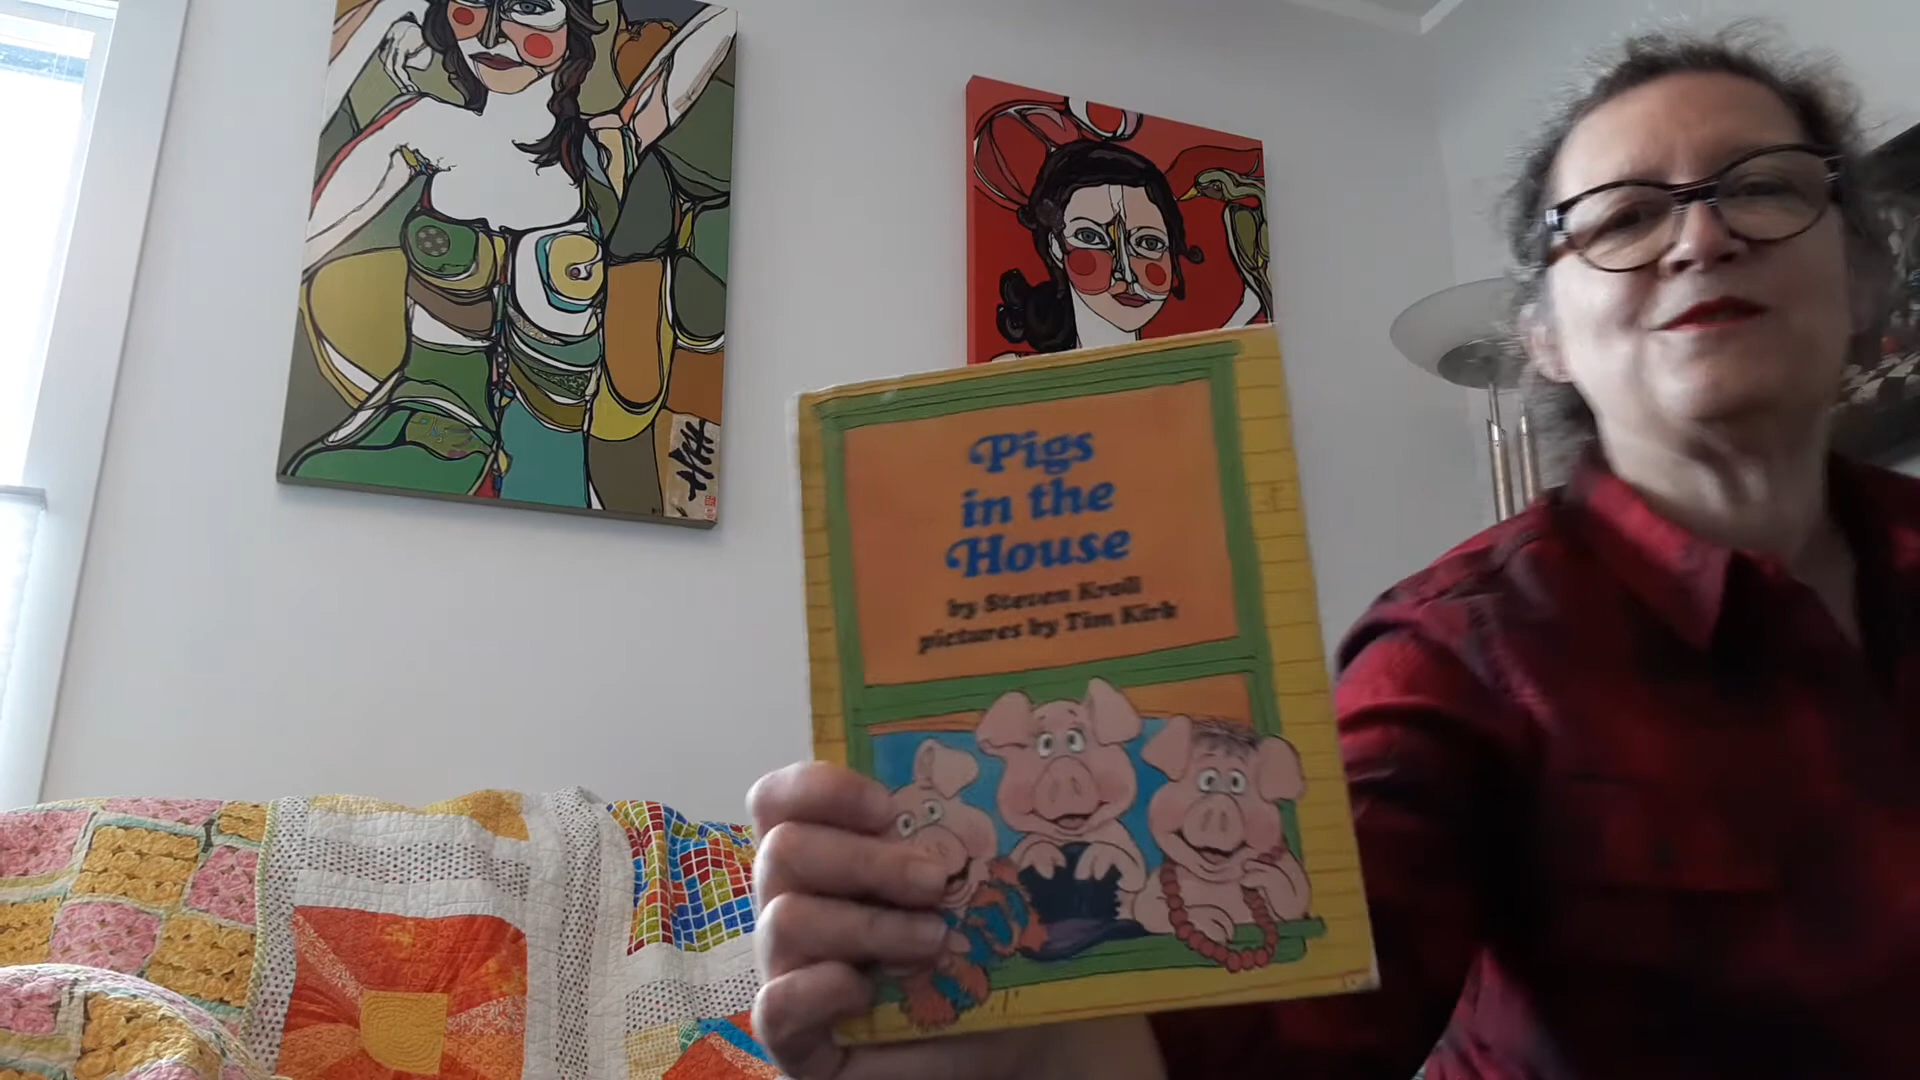 Pigs
in the
House
by Steven Kroll
pictures by Tim Kirk